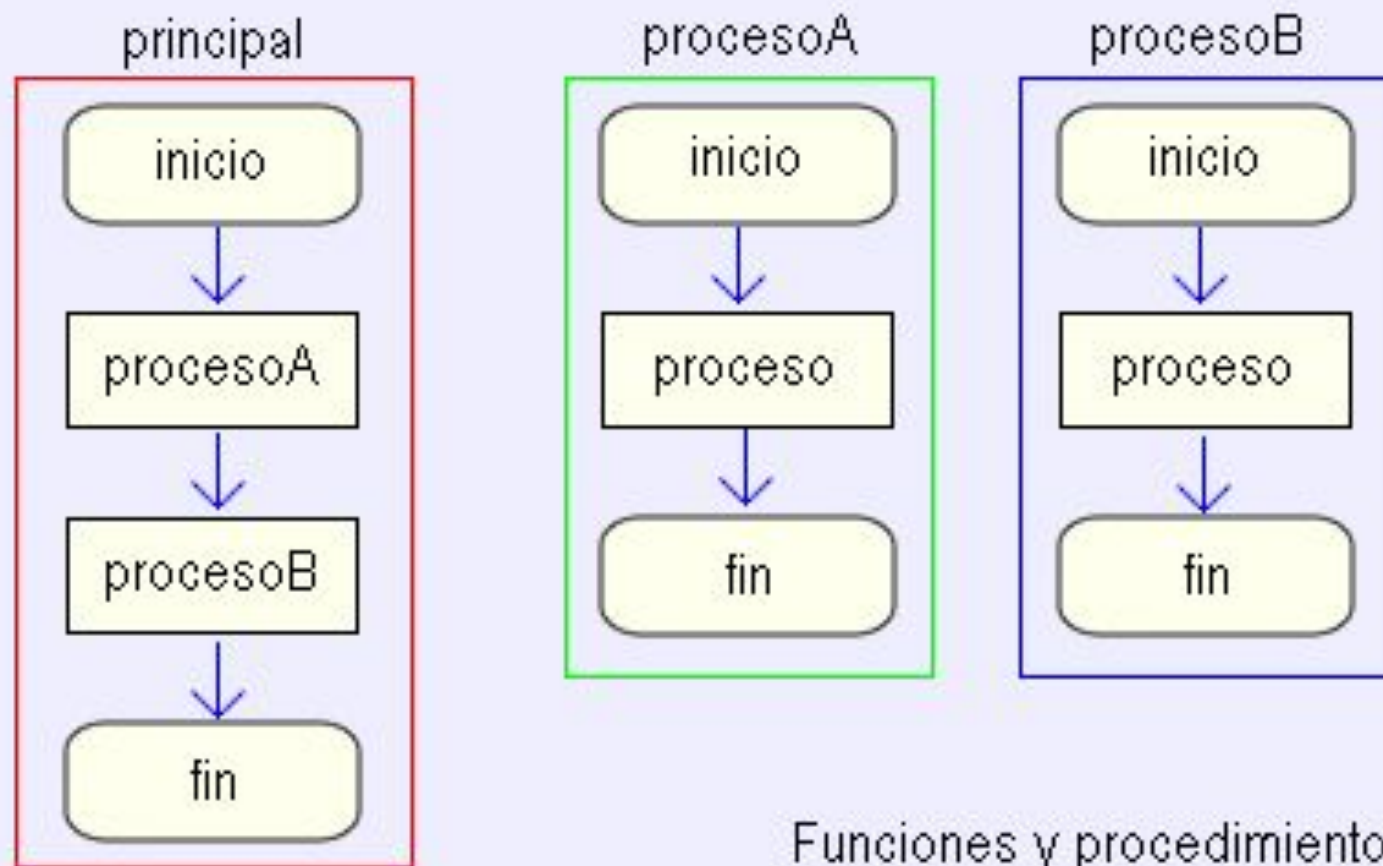 principal
inicio
procesoA
procesoB
fin
procesoA
inicio
proceso
fin
procesoB
inicio
proceso
fin
Funciones y procedimiento